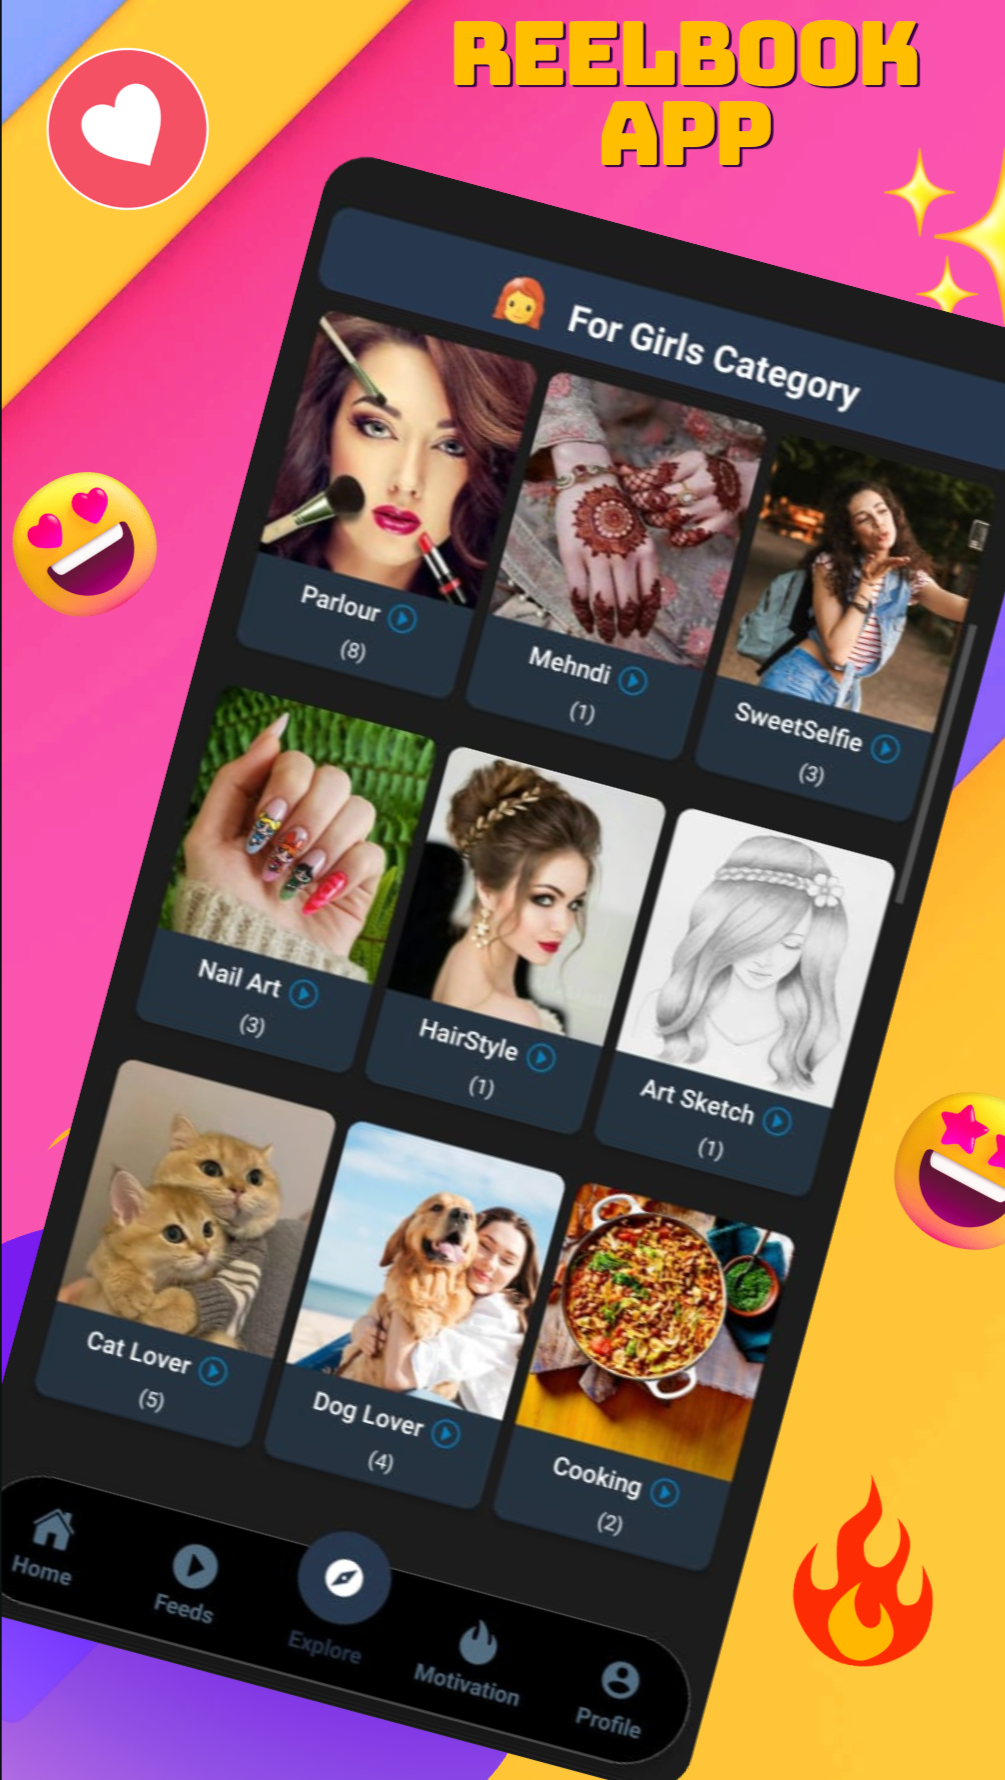 REELBOOK
APP
For Girls Category
Parlour
(8)
Mehndi
(1)
SweetSelfie
(3)
Nail Art
(3)
HairStyle
(1)
Art Sketch
(1)
Cat Lover
(5)
Dog Lover
(4)
Cooking
(2)
Home
Feeds
Explore
Motivation
Profile